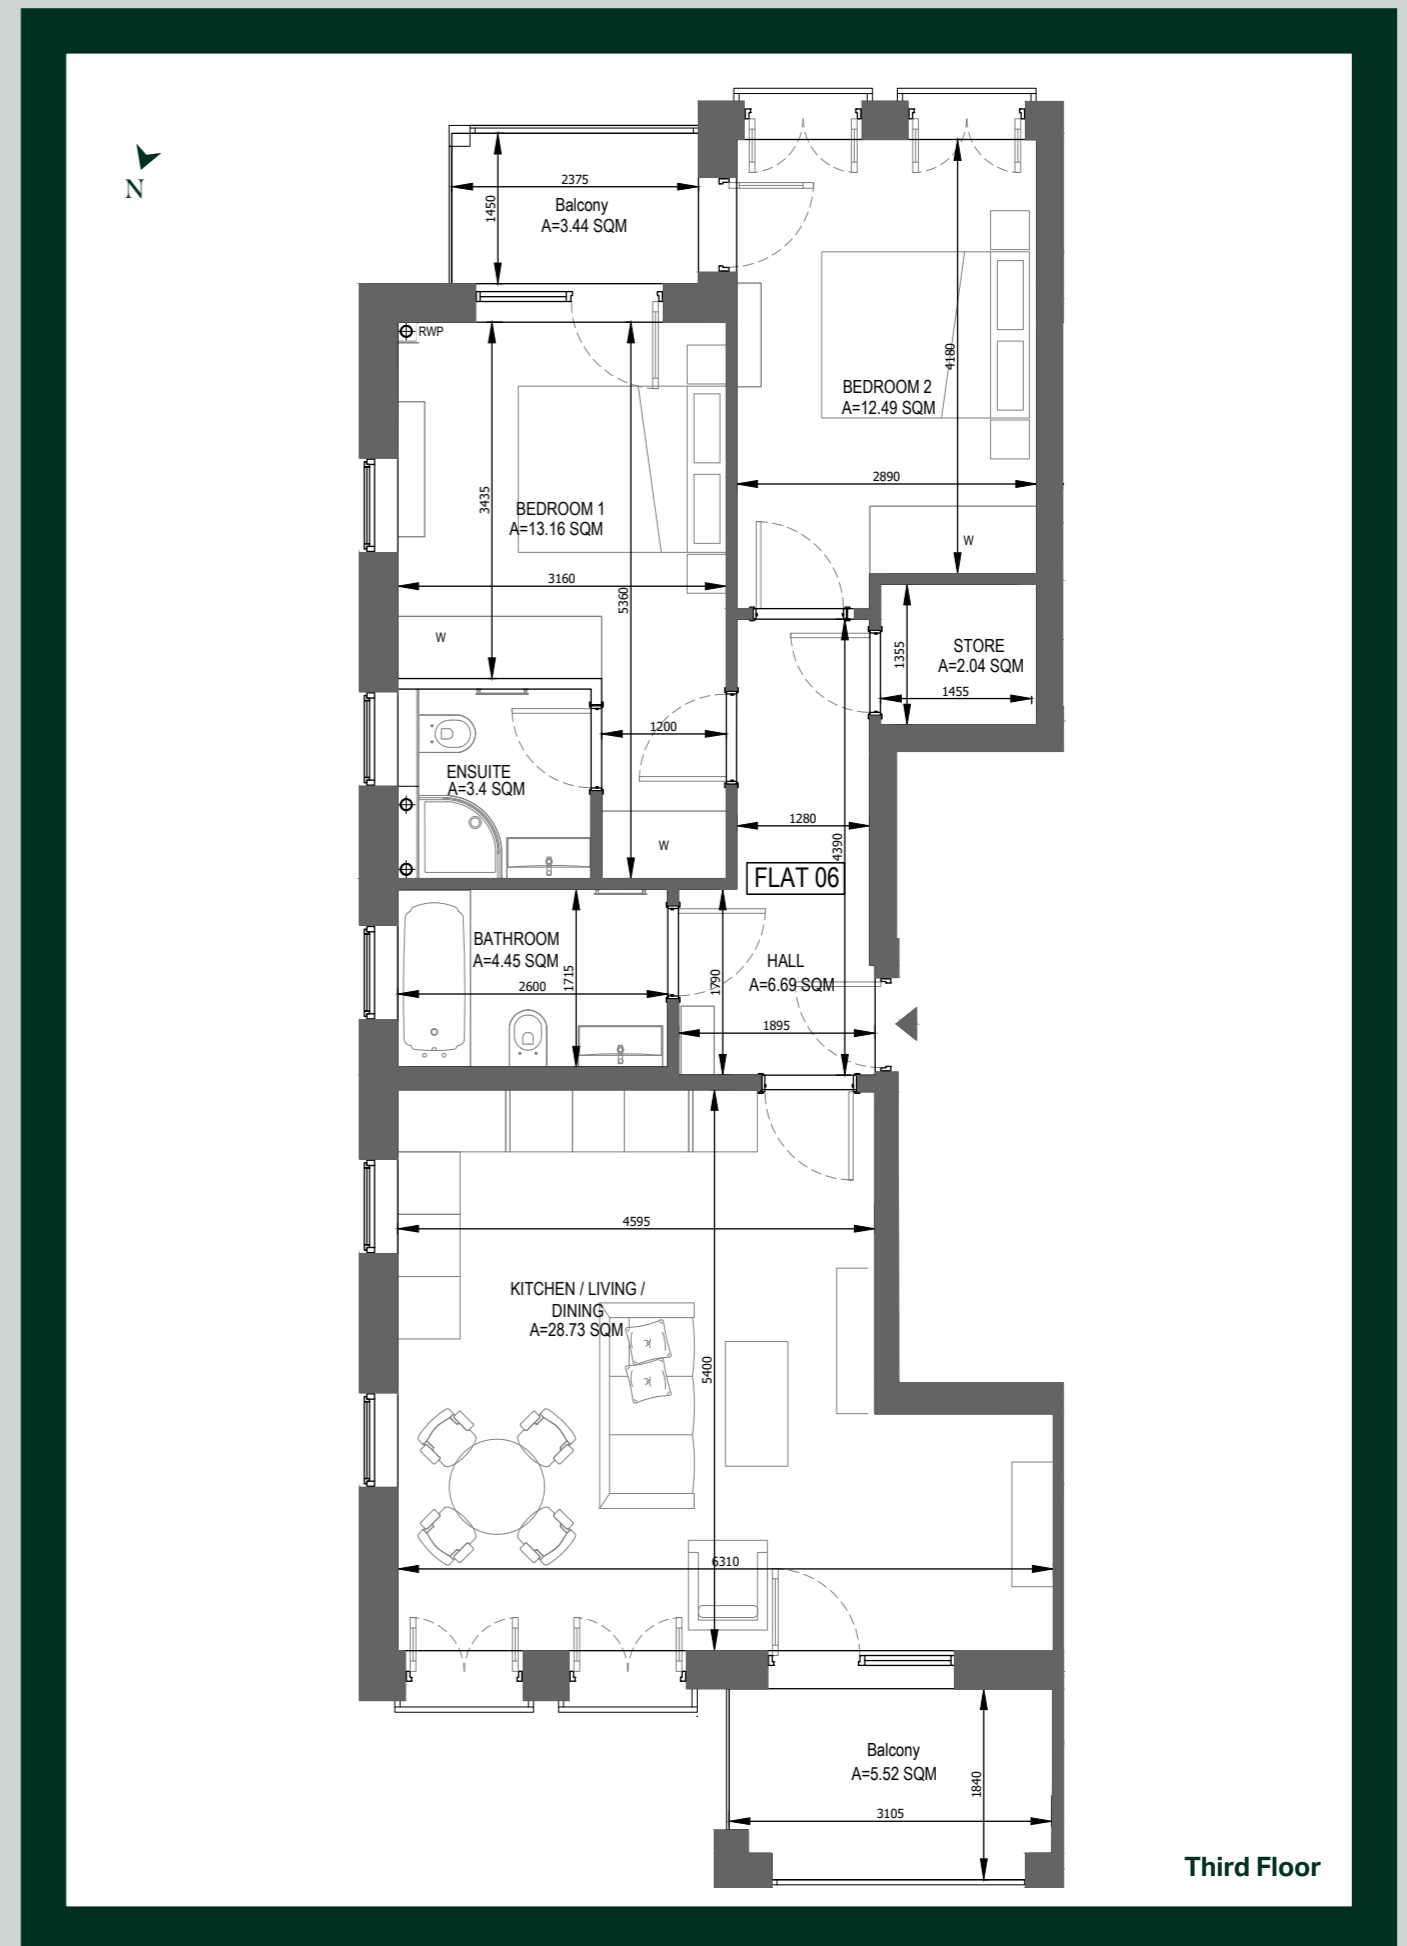 N
2375
1450
Balcony
A=3.44 SQM
RWP
4180
BEDROOM 2
A=12.49 SQM
2890
W
3435
BEDROOM 1
A=13.16 SQM
3160
5360
W
1355
STORE
A=2.04 SQM
1455
1200
ENSUITE
A=3.4 SQM
1280
4390
W
FLAT 06
BATHROOM
A=4.45 SQM
1715
2600
1790
HALL
A=6.69 SQM
1895
4595
KITCHEN / LIVING /
DINING
A=28.73 SQM
5400
6310
Balcony
A=5.52 SQM
1840
3105
Third Floor